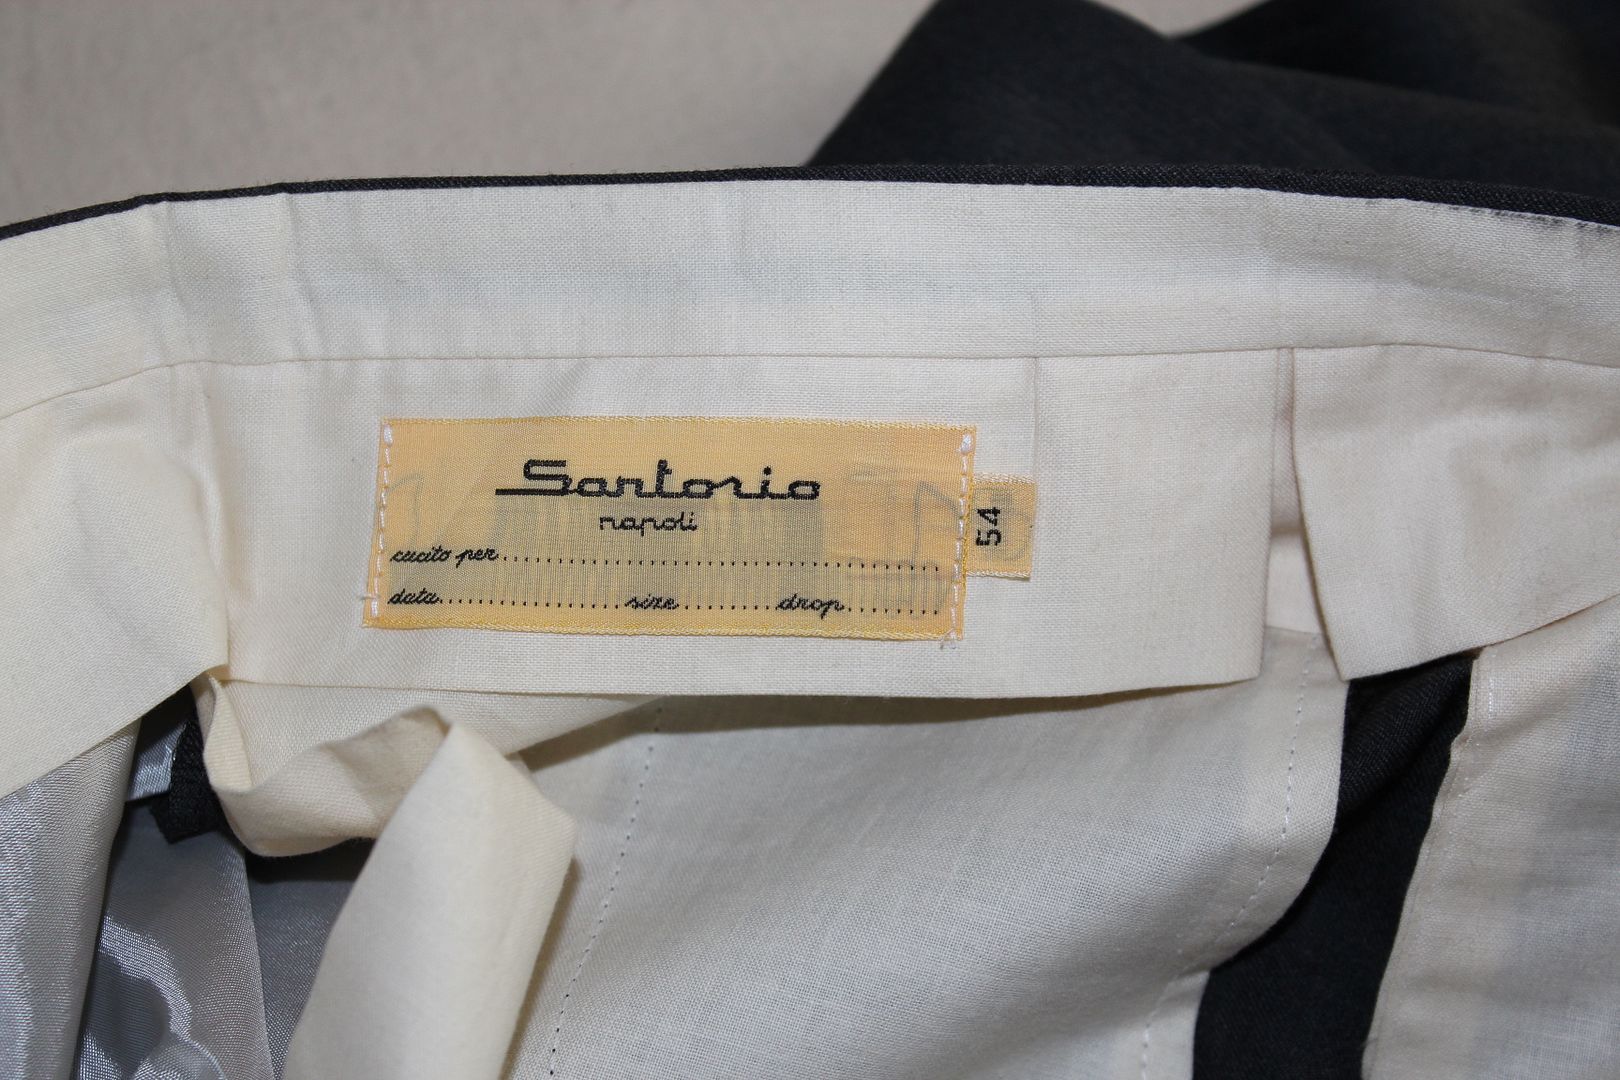 Sartorio
napoli
cucito per
data size drop
54